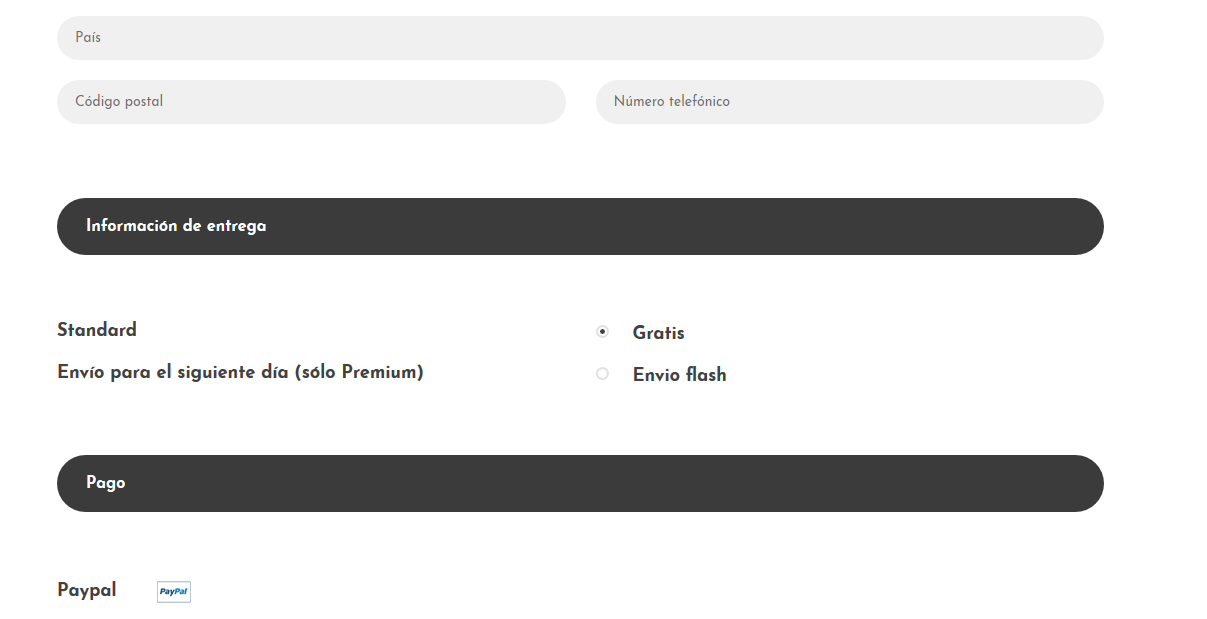 País
Código postal
Número telefónico
Información de entrega
Standard
Gratis
Envío para el siguiente día (sólo Premium)
Envio flash
Pago
Paypal
PayPal